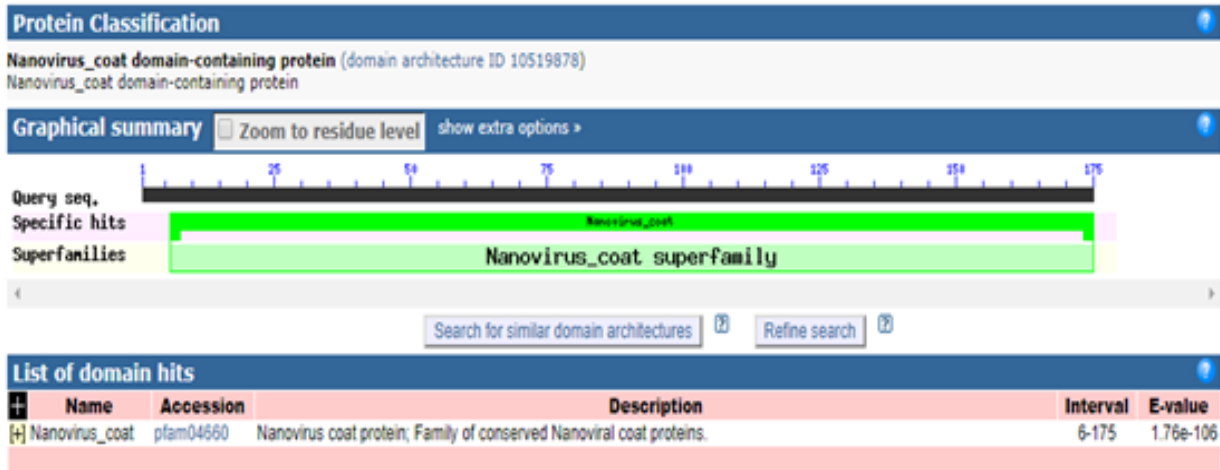 Protein Classification
Nanovirus_coat domain-containing protein (domain architecture ID 10519878)
Nanovirus_coat domain-containing protein
Graphical summary Zoom to residue level show extra options »
1 25 50 75 100 125 150 175
Query seq.
Specific hits Nanovirus_coat
Superfamilies Nanovirus_coat superfamily
Search for similar domain architectures ? Refine search ?
List of domain hits ?
+ Name Accession Description Interval E-value
[+] Nanovirus_coat pfam04660 Nanovirus coat protein; Family of conserved Nanoviral coat proteins. 6-175 1.76e-106